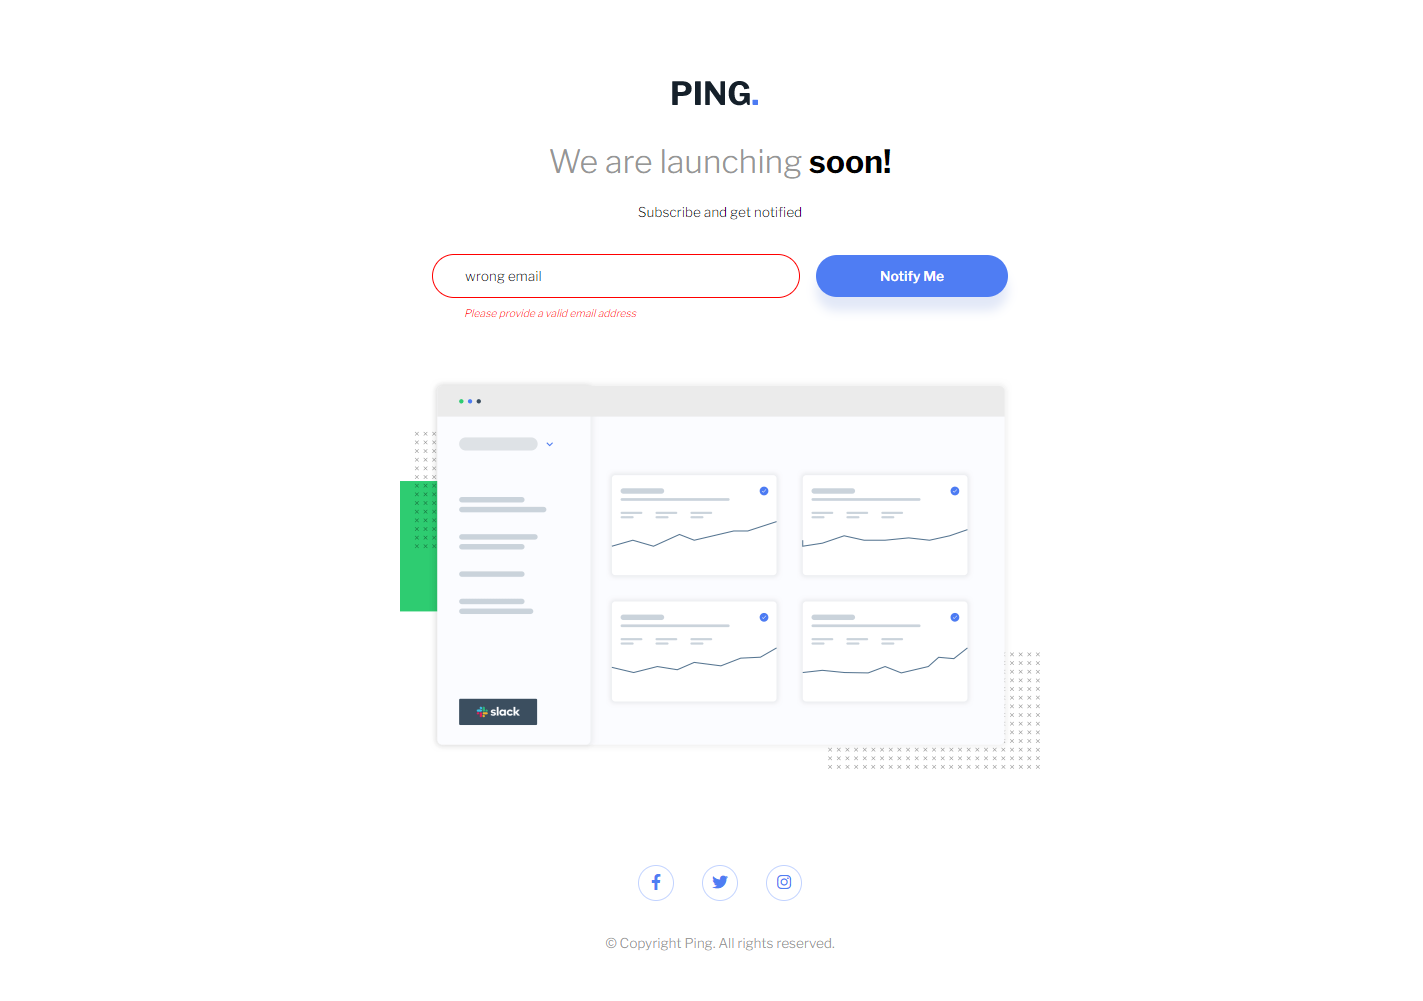 PING.
We are launching soon!
Subscribe and get notified
wrong email
Notify Me
Please provide a valid email address
slack
© Copyright Ping. All rights reserved.